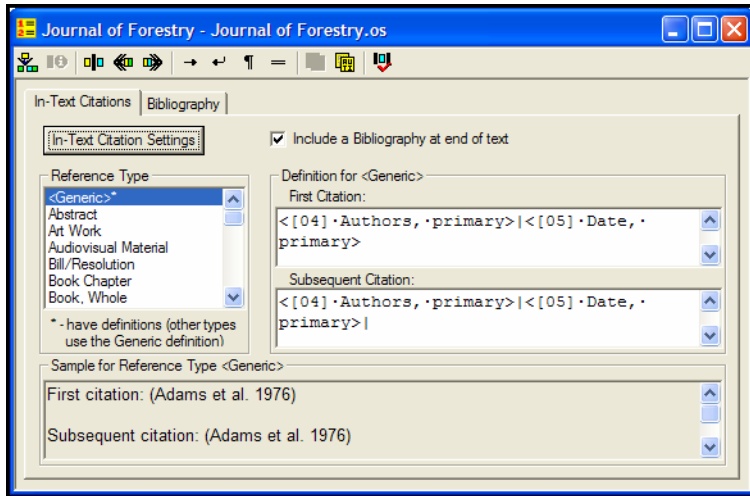 Journal of Forestry - Journal of Forestry.os
In-Text Citations Bibliography
In-Text Citation Settings
Include a Bibliography at end of text
Reference Type
<Generic>*
Abstract
Art Work
Audiovisual Material
Bill/Resolution
Book Chapter
Book, Whole
* - have definitions (other types
use the Generic definition)
Definition for <Generic>
First Citation:
<[04]·Authors,·primary>|<[05]·Date,·
primary>
Subsequent Citation:
<[04]·Authors,·primary>|<[05]·Date,·
primary>|
Sample for Reference Type <Generic>
First citation: (Adams et al. 1976)
Subsequent citation: (Adams et al. 1976)